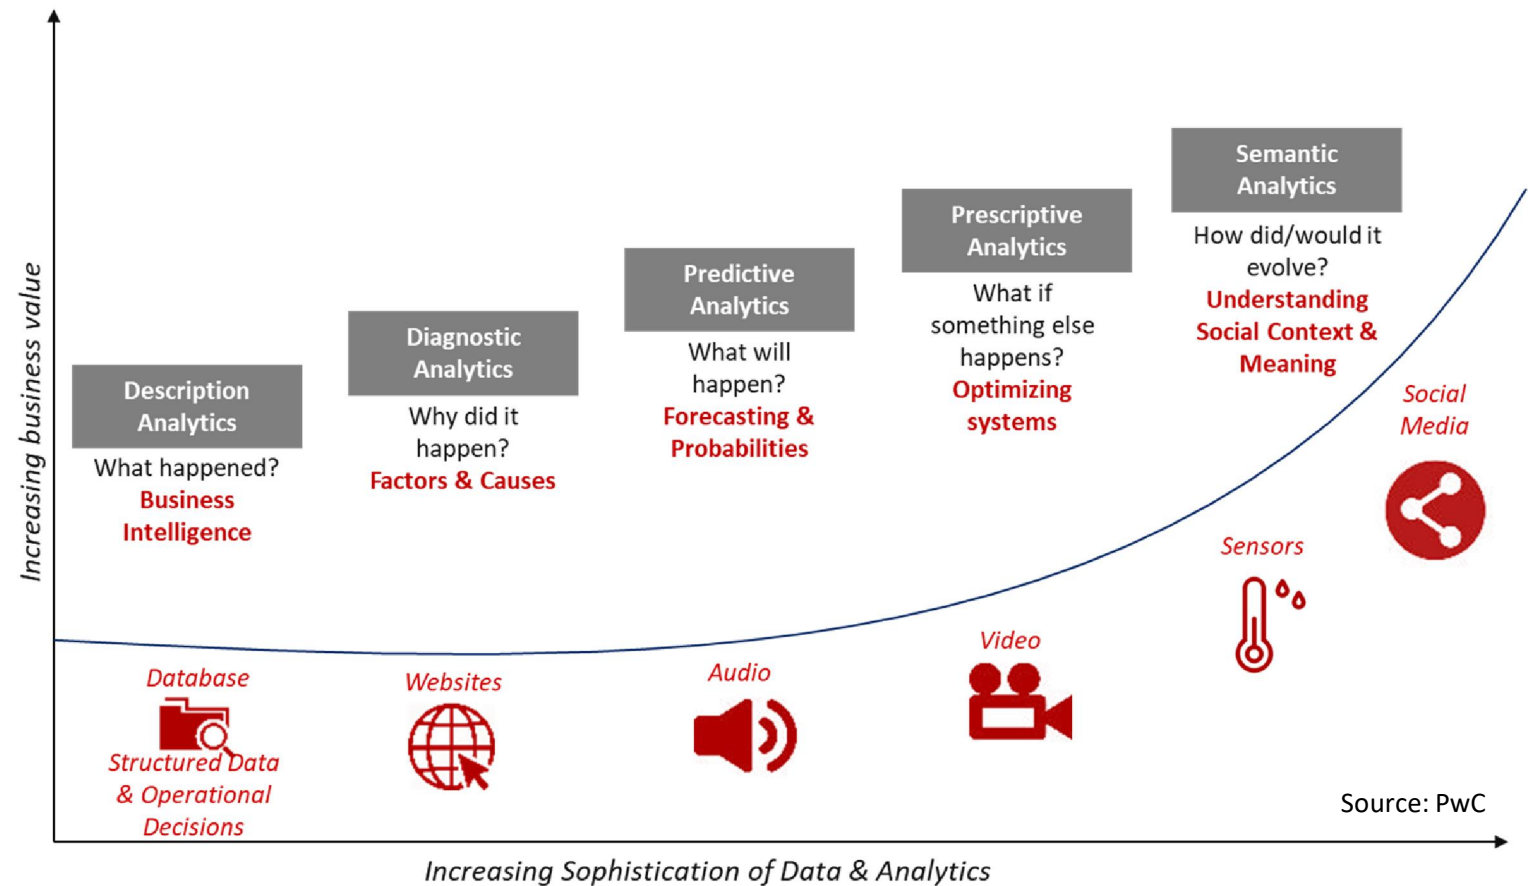 Increasing business value
Description
Analytics
What happened?
Business
Intelligence
Diagnostic
Analytics
Why did it
happen?
Factors & Causes
Predictive
Analytics
What will
happen?
Forecasting &
Probabilities
Prescriptive
Analytics
What if
something else
happens?
Optimizing
systems
Semantic
Analytics
How did/would it
evolve?
Understanding
Social Context &
Meaning
Database
Structured Data
& Operational
Decisions
Websites
Audio
Video
Sensors
Social
Media
Source: PwC
Increasing Sophistication of Data & Analytics